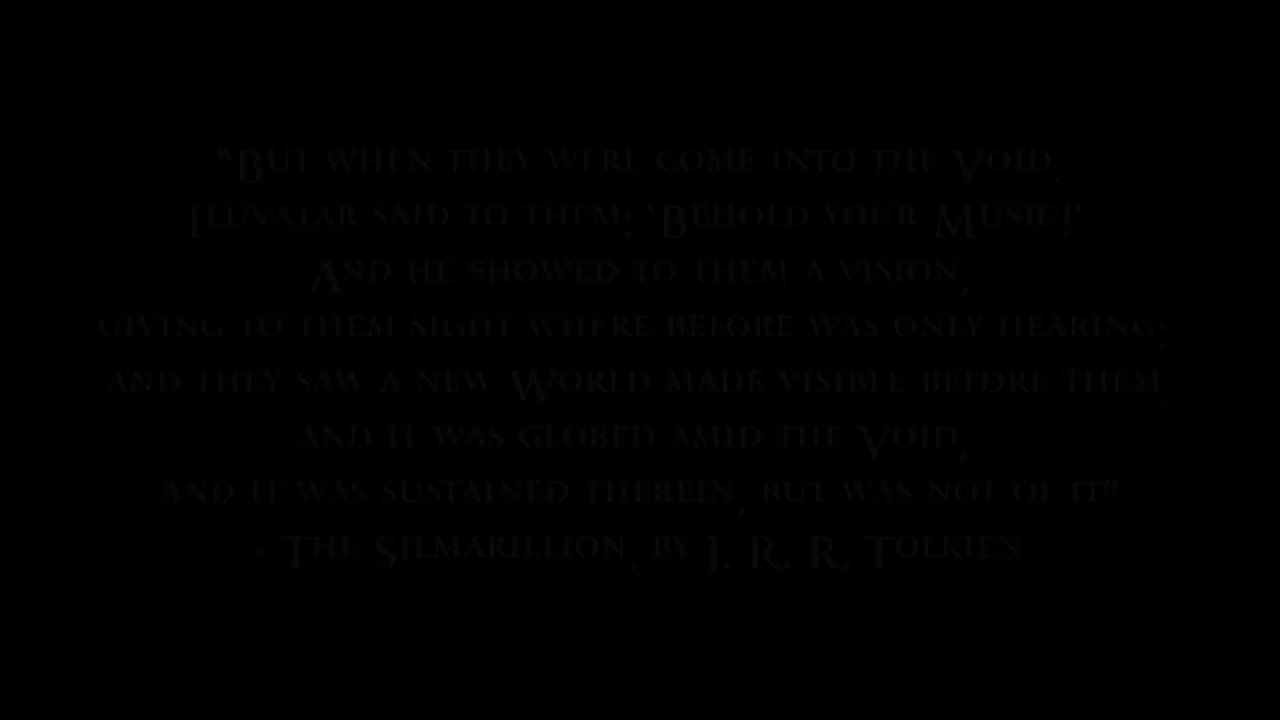 “But when they were come into the Void,
Iluvatar said to them: ‘Behold your Music!’
And he showed to them a vision,
giving to them sight where before was only hearing;
and they saw a new World made visible before them,
and it was globed amid the Void,
and it was sustained therein, but was not of it”
- The Silmarillion, by J. R. R. Tolkien